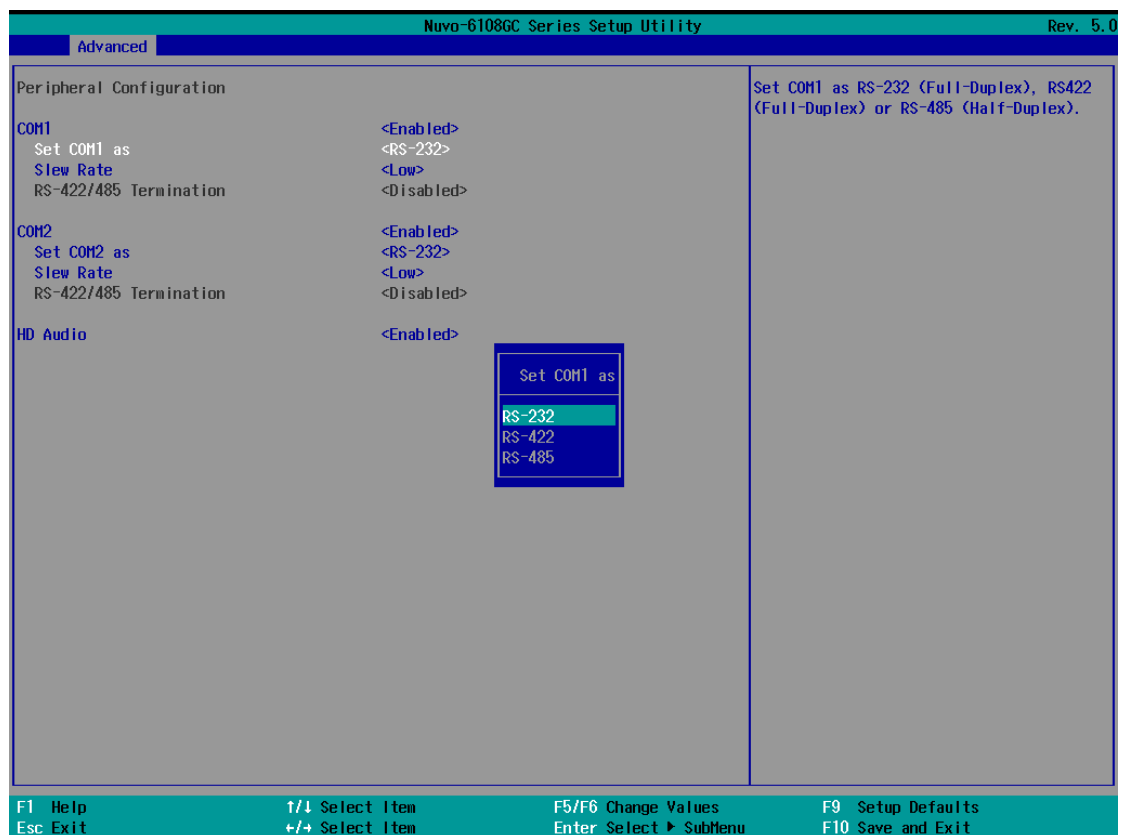 Nuvo-6108GC Series Setup Utility Rev. 5.0
Advanced
Peripheral Configuration
COM1 <Enabled>
Set COM1 as <RS-232>
Slew Rate <Low>
RS-422/485 Termination <Disabled>
COM2 <Enabled>
Set COM2 as <RS-232>
Slew Rate <Low>
RS-422/485 Termination <Disabled>
HD Audio <Enabled>
Set COM1 as
RS-232
RS-422
RS-485
Set COM1 as RS-232 (Full-Duplex), RS422
(Full-Duplex) or RS-485 (Half-Duplex).
F1 Help ↑/↓ Select Item F5/F6 Change Values F9 Setup Defaults
Esc Exit ←/→ Select Item Enter Select ► SubMenu F10 Save and Exit